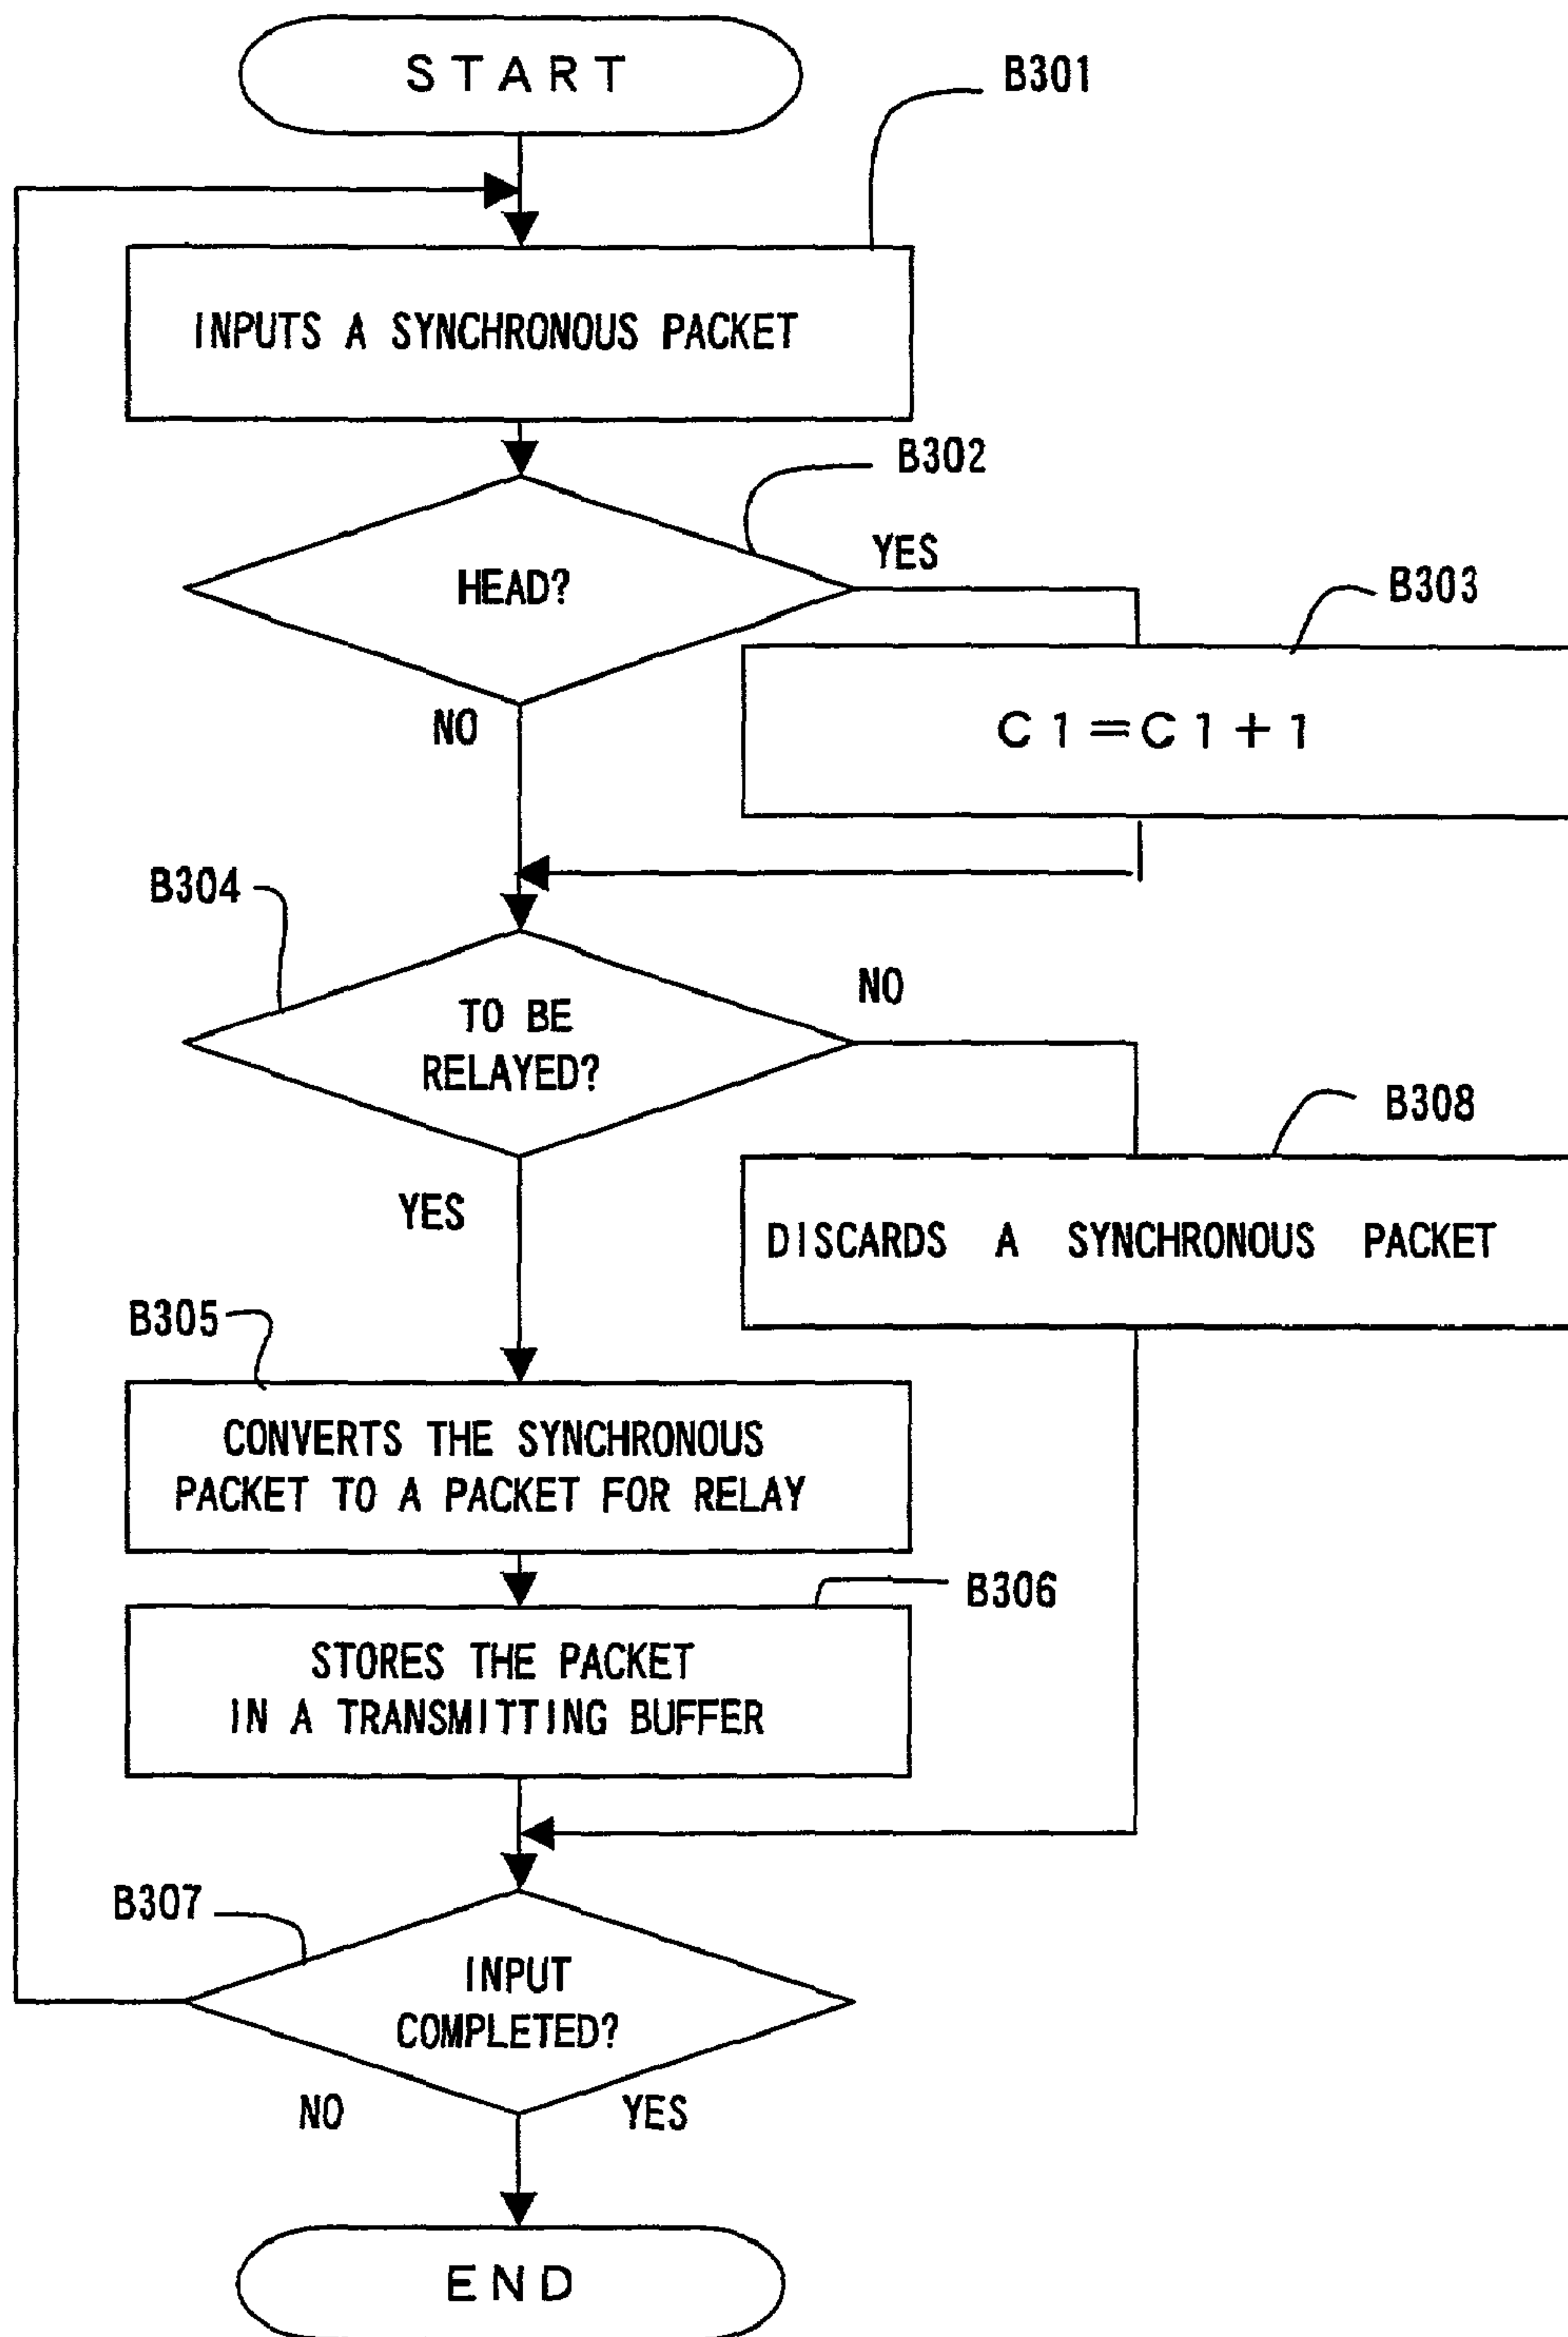 START
B301
INPUTS A SYNCHRONOUS PACKET
B302
YES
HEAD?
B303
NO
C1=C1+1
B304
NO
TO BE
RELAYED?
B308
YES
DISCARDS A SYNCHRONOUS PACKET
B305
CONVERTS THE SYNCHRONOUS
PACKET TO A PACKET FOR RELAY
B306
STORES THE PACKET
IN A TRANSMITTING BUFFER
B307
INPUT
COMPLETED?
NO
YES
END